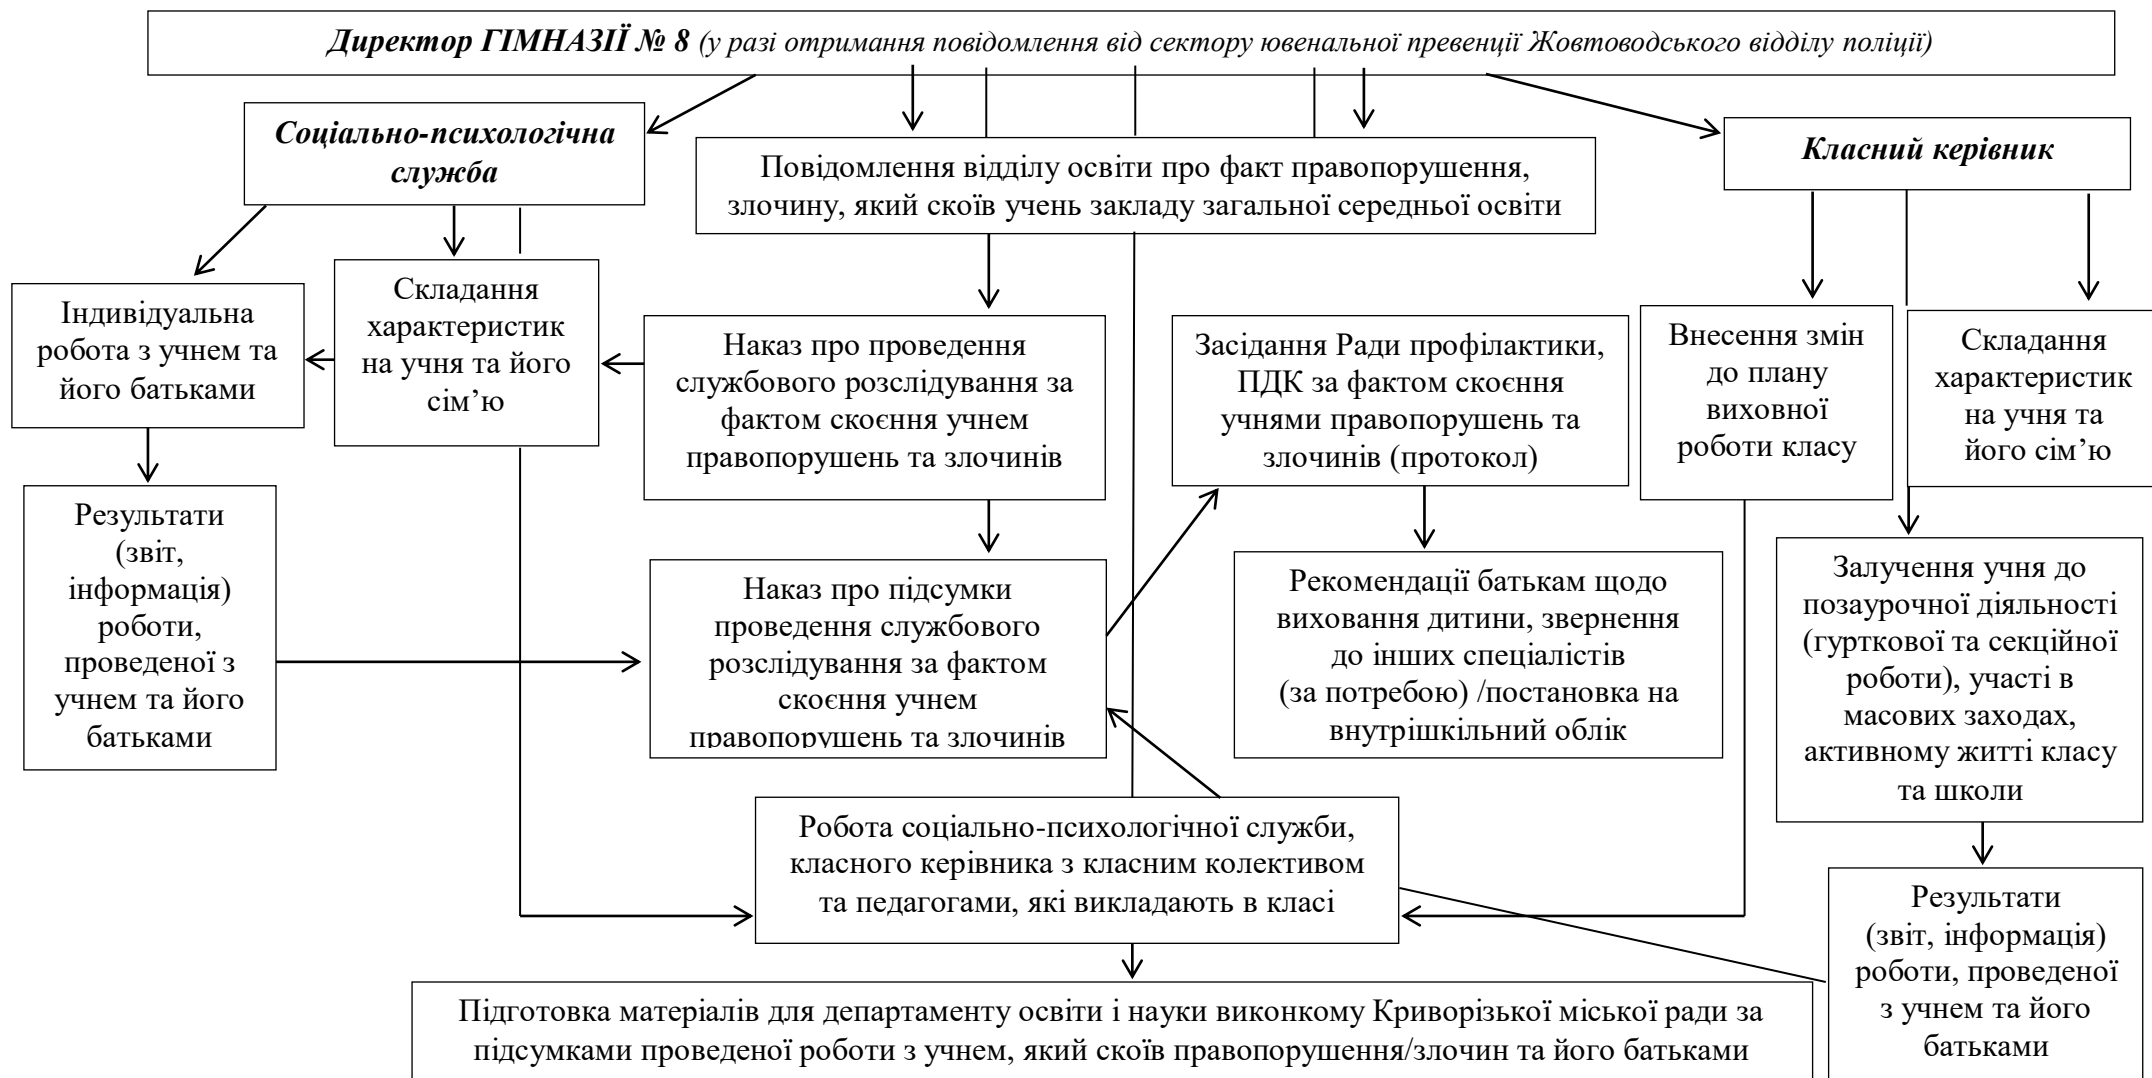 Директор ГІМНАЗІЇ № 8 (у разі отримання повідомлення від сектору ювенальної превенції Жовтоводського відділу поліції)
Соціально-психологічна
служба
Повідомлення відділу освіти про факт правопорушення,
злочину, який скоїв учень закладу загальної середньої освіти
Класний керівник
Індивідуальна
робота з учнем та
його батьками
Складання
характеристик
на учня та його
сім’ю
Наказ про проведення
службового розслідування за
фактом скоєння учнем
правопорушень та злочинів
Засідання Ради профілактики,
ПДК за фактом скоєння
учнями правопорушень та
злочинів (протокол)
Внесення змін
до плану
виховної
роботи класу
Складання
характеристик
на учня та
його сім’ю
Результати
(звіт,
інформація)
роботи,
проведеної з
учнем та його
батьками
Наказ про підсумки
проведення службового
розслідування за фактом
скоєння учнем
правопорушень та злочинів
Рекомендації батькам щодо
виховання дитини, звернення
до інших спеціалістів
(за потребою) /постановка на
внутрішкільний облік
Залучення учня до
позаурочної діяльності
(гурткової та секційної
роботи), участі в
масових заходах,
активному житті класу
та школи
Робота соціально-психологічної служби,
класного керівника з класним колективом
та педагогами, які викладають в класі
Результати
(звіт, інформація)
роботи, проведеної
з учнем та його
батьками
Підготовка матеріалів для департаменту освіти і науки виконкому Криворізької міської ради за
підсумками проведеної роботи з учнем, який скоїв правопорушення/злочин та його батьками